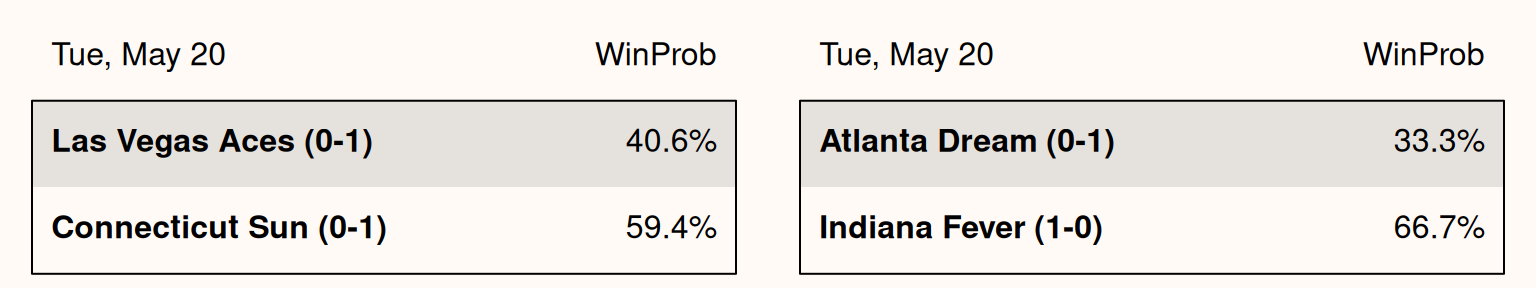 Tue, May 20 WinProb
Las Vegas Aces (0-1) 40.6%
Connecticut Sun (0-1) 59.4%
Tue, May 20 WinProb
Atlanta Dream (0-1) 33.3%
Indiana Fever (1-0) 66.7%